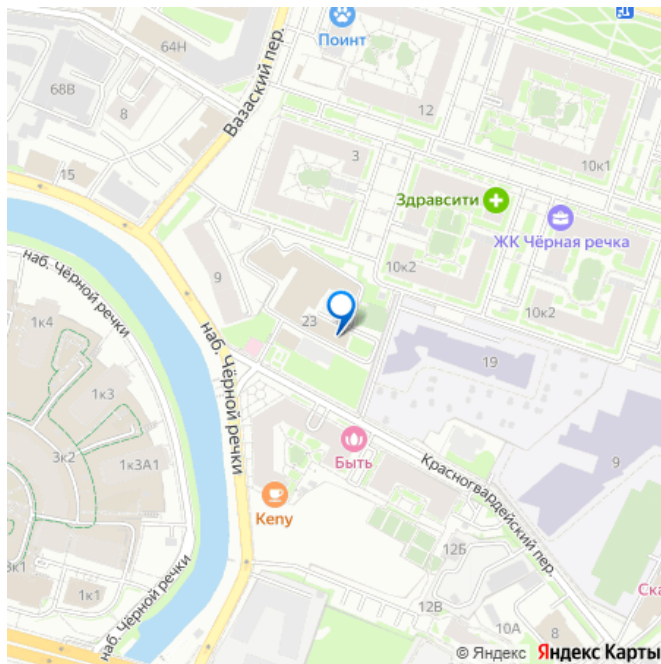 64Н
Поинт
68В
8
Вазаский пер.
12
3
10к1
15
Здравсити
ЖК Чёрная речка
наб. Чёрной речки
9
10к2
10к2
1к4
23
наб. Чёрной речки
19
1к3
3к2
1к3А1
Быть
Красногвардейский пер.
9
Keny
12Б
3к1
1к1
наб. Чёрной речки
12В
10А
8
Ска
© Яндекс Яндекс Карты